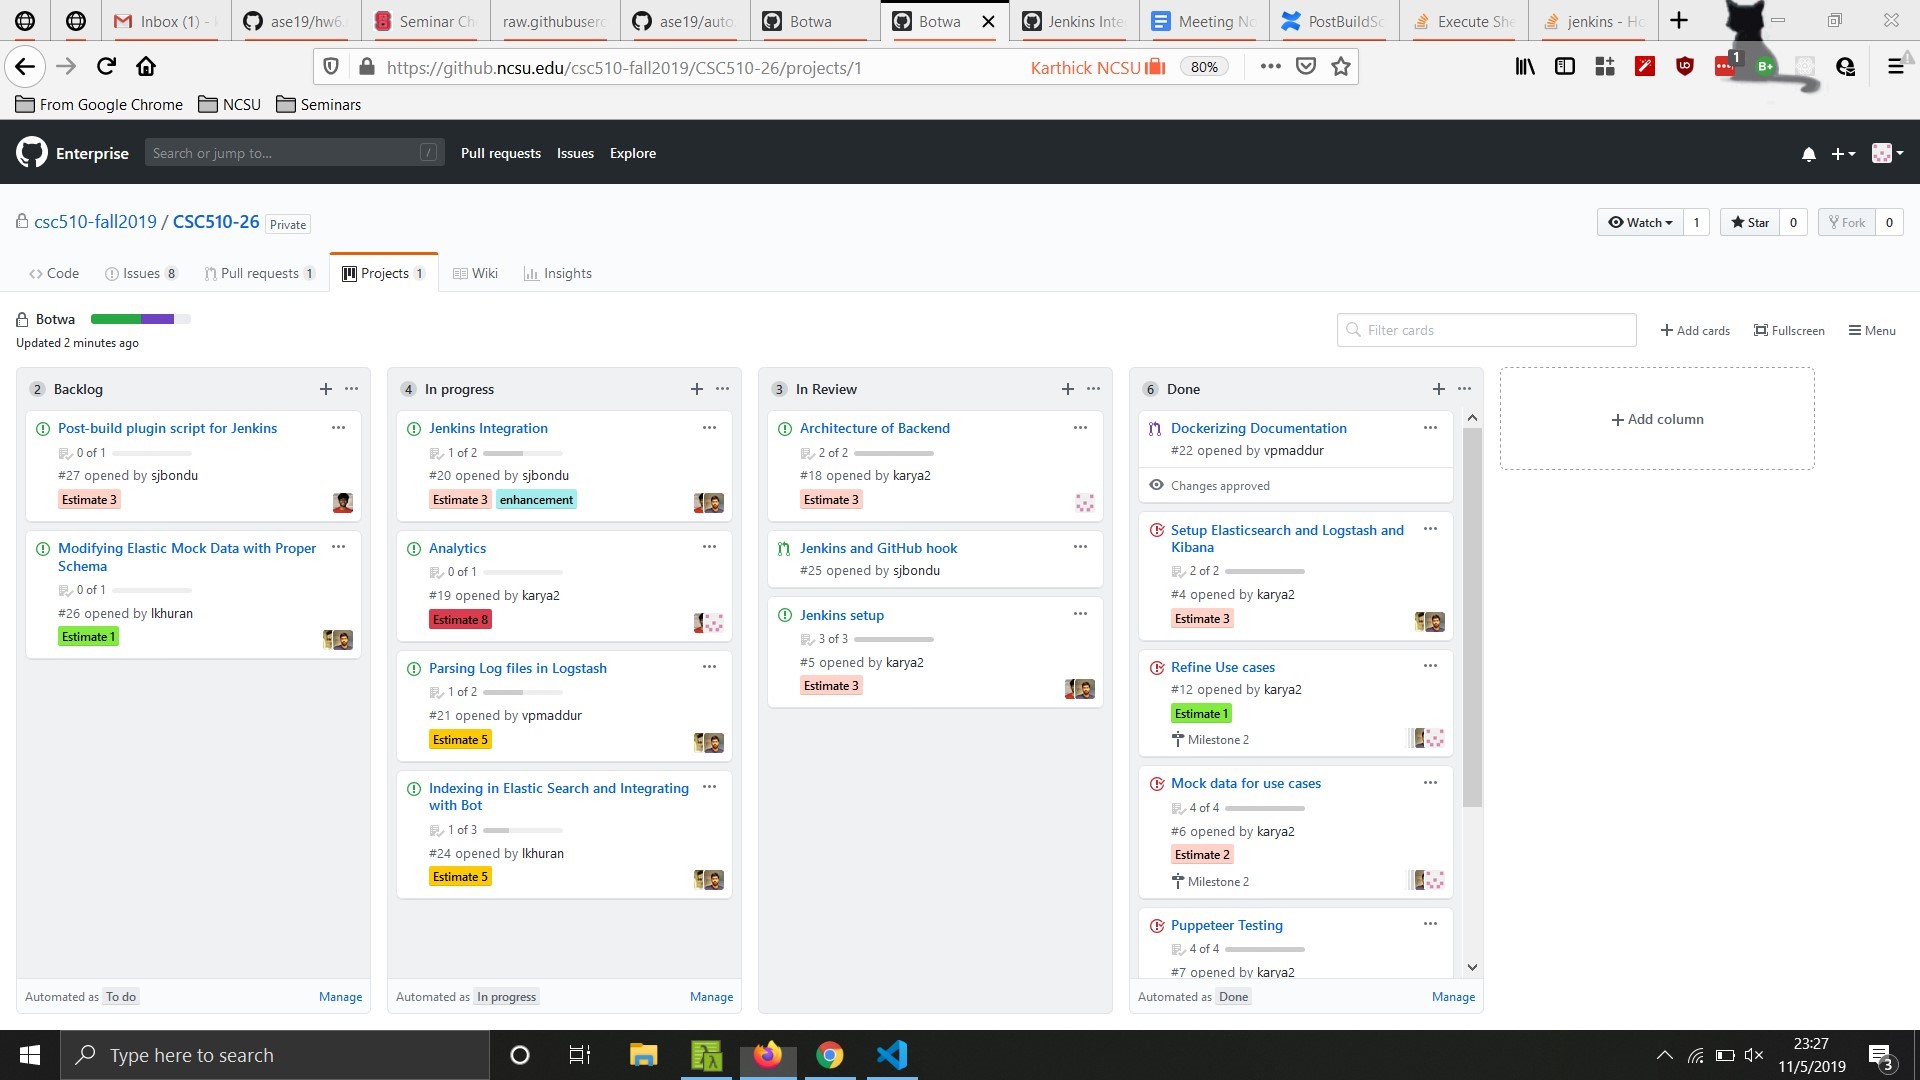 Inbox (1) -
ase19/hw6.
Seminar Ch
raw.githubuserc
ase19/auto.
Botwa
Botwa
Jenkins Inte
Meeting No
PostBuildSc
Execute She
jenkins - Ho
https://github.ncsu.edu/csc510-fall2019/CSC510-26/projects/1
Karthick NCSU
80%
1
B+
From Google Chrome
NCSU
Seminars
Enterprise
Search or jump to...
/
Pull requests
Issues
Explore
csc510-fall2019 / CSC510-26
Private
Watch
1
Star
0
Fork
0
Code
Issues 8
Pull requests 1
Projects 1
Wiki
Insights
Botwa
Updated 2 minutes ago
Filter cards
Add cards
Fullscreen
Menu
2 Backlog
Post-build plugin script for Jenkins
0 of 1
#27 opened by sjbondu
Estimate 3
Modifying Elastic Mock Data with Proper
Schema
0 of 1
#26 opened by lkhuran
Estimate 1
Automated as To do
Manage
4 In progress
Jenkins Integration
1 of 2
#20 opened by sjbondu
Estimate 3 enhancement
Analytics
0 of 1
#19 opened by karya2
Estimate 8
Parsing Log files in Logstash
1 of 2
#21 opened by vpmaddur
Estimate 5
Indexing in Elastic Search and Integrating
with Bot
1 of 3
#24 opened by lkhuran
Estimate 5
Automated as In progress
Manage
3 In Review
Architecture of Backend
2 of 2
#18 opened by karya2
Estimate 3
Jenkins and GitHub hook
#25 opened by sjbondu
Jenkins setup
3 of 3
#5 opened by karya2
Estimate 3
6 Done
Dockerizing Documentation
#22 opened by vpmaddur
Changes approved
Setup Elasticsearch and Logstash and
Kibana
2 of 2
#4 opened by karya2
Estimate 3
Refine Use cases
#12 opened by karya2
Estimate 1
Milestone 2
Mock data for use cases
4 of 4
#6 opened by karya2
Estimate 2
Milestone 2
Puppeteer Testing
4 of 4
#7 opened by karya2
Automated as Done
Manage
Add column
Type here to search
23:27
11/5/2019
3